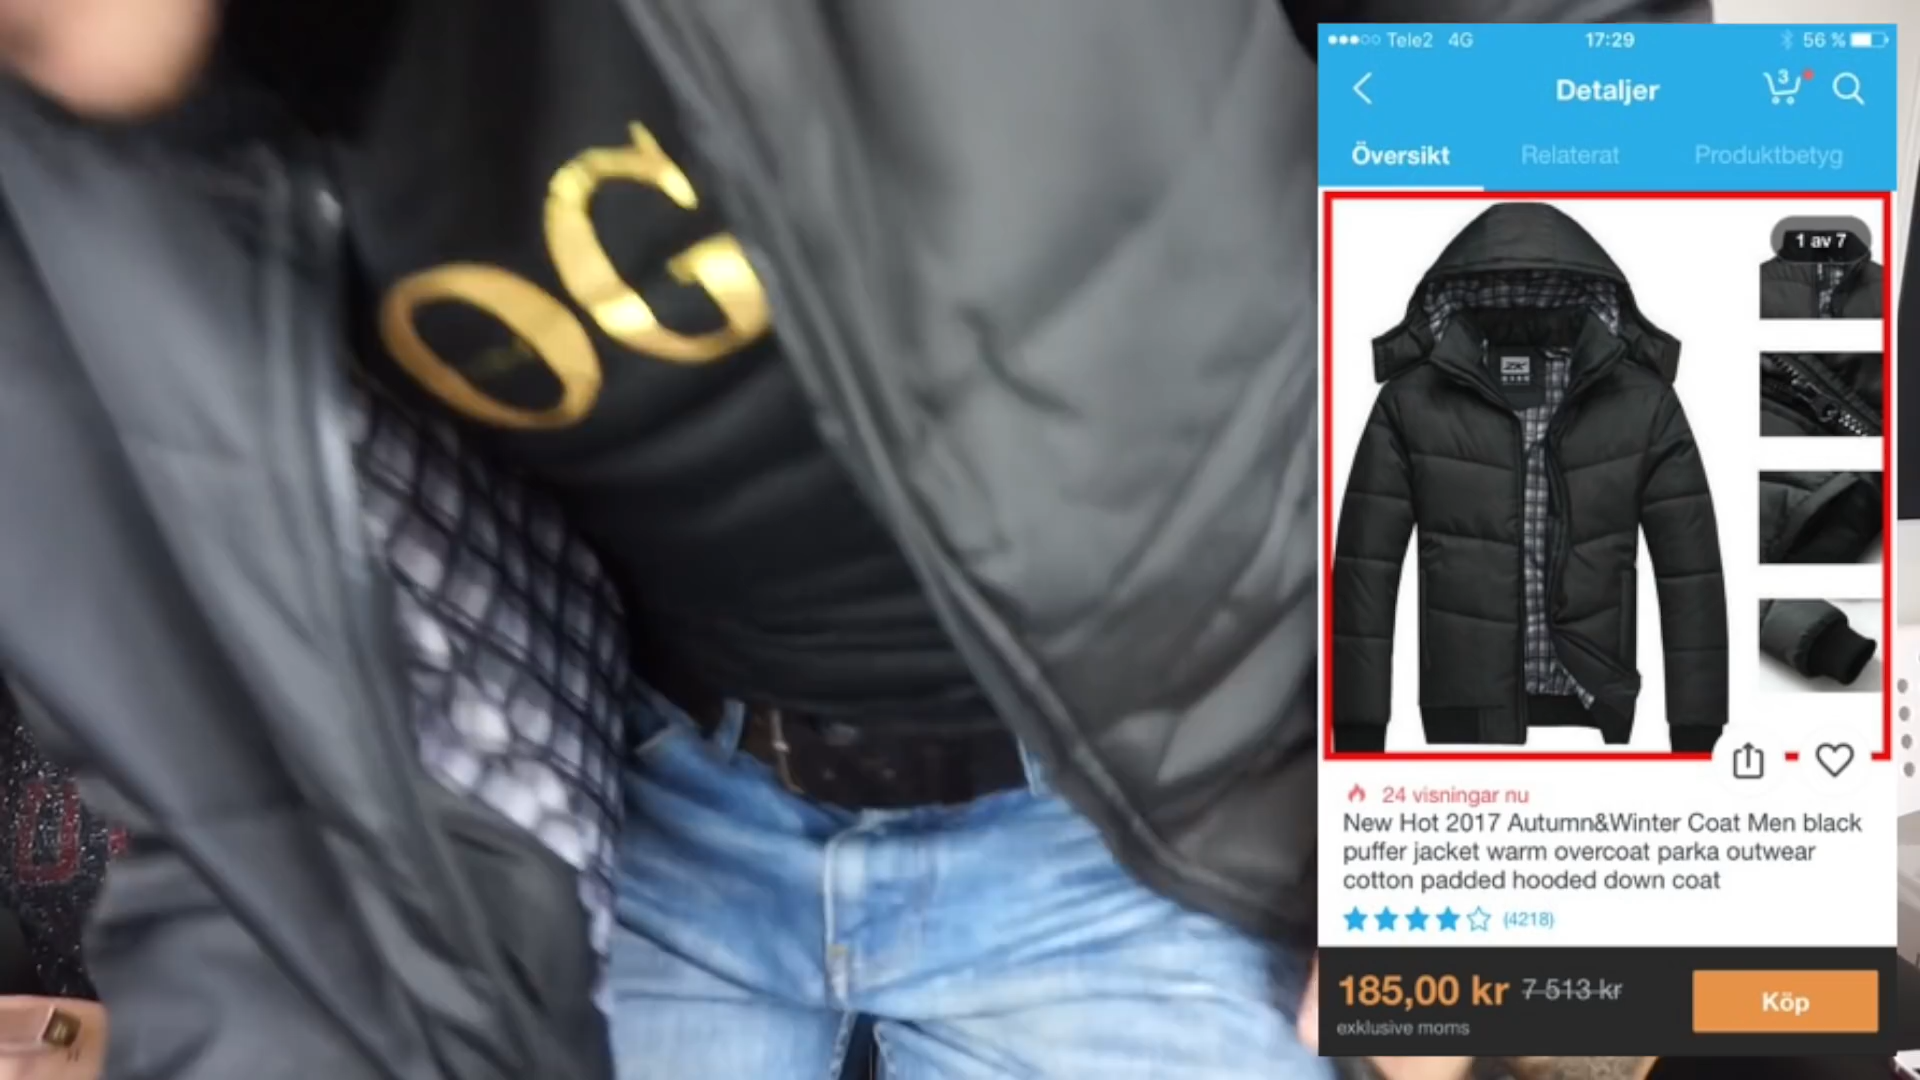 OG
Tele2 4G
17:29
56 %
Detaljer
3
Översikt
Relaterat
Produktbetyg
1 av 7
ZK
24 visningar nu
New Hot 2017 Autumn&Winter Coat Men black
puffer jacket warm overcoat parka outwear
cotton padded hooded down coat
(4218)
185,00 kr
7 513 kr
exklusive moms
Köp